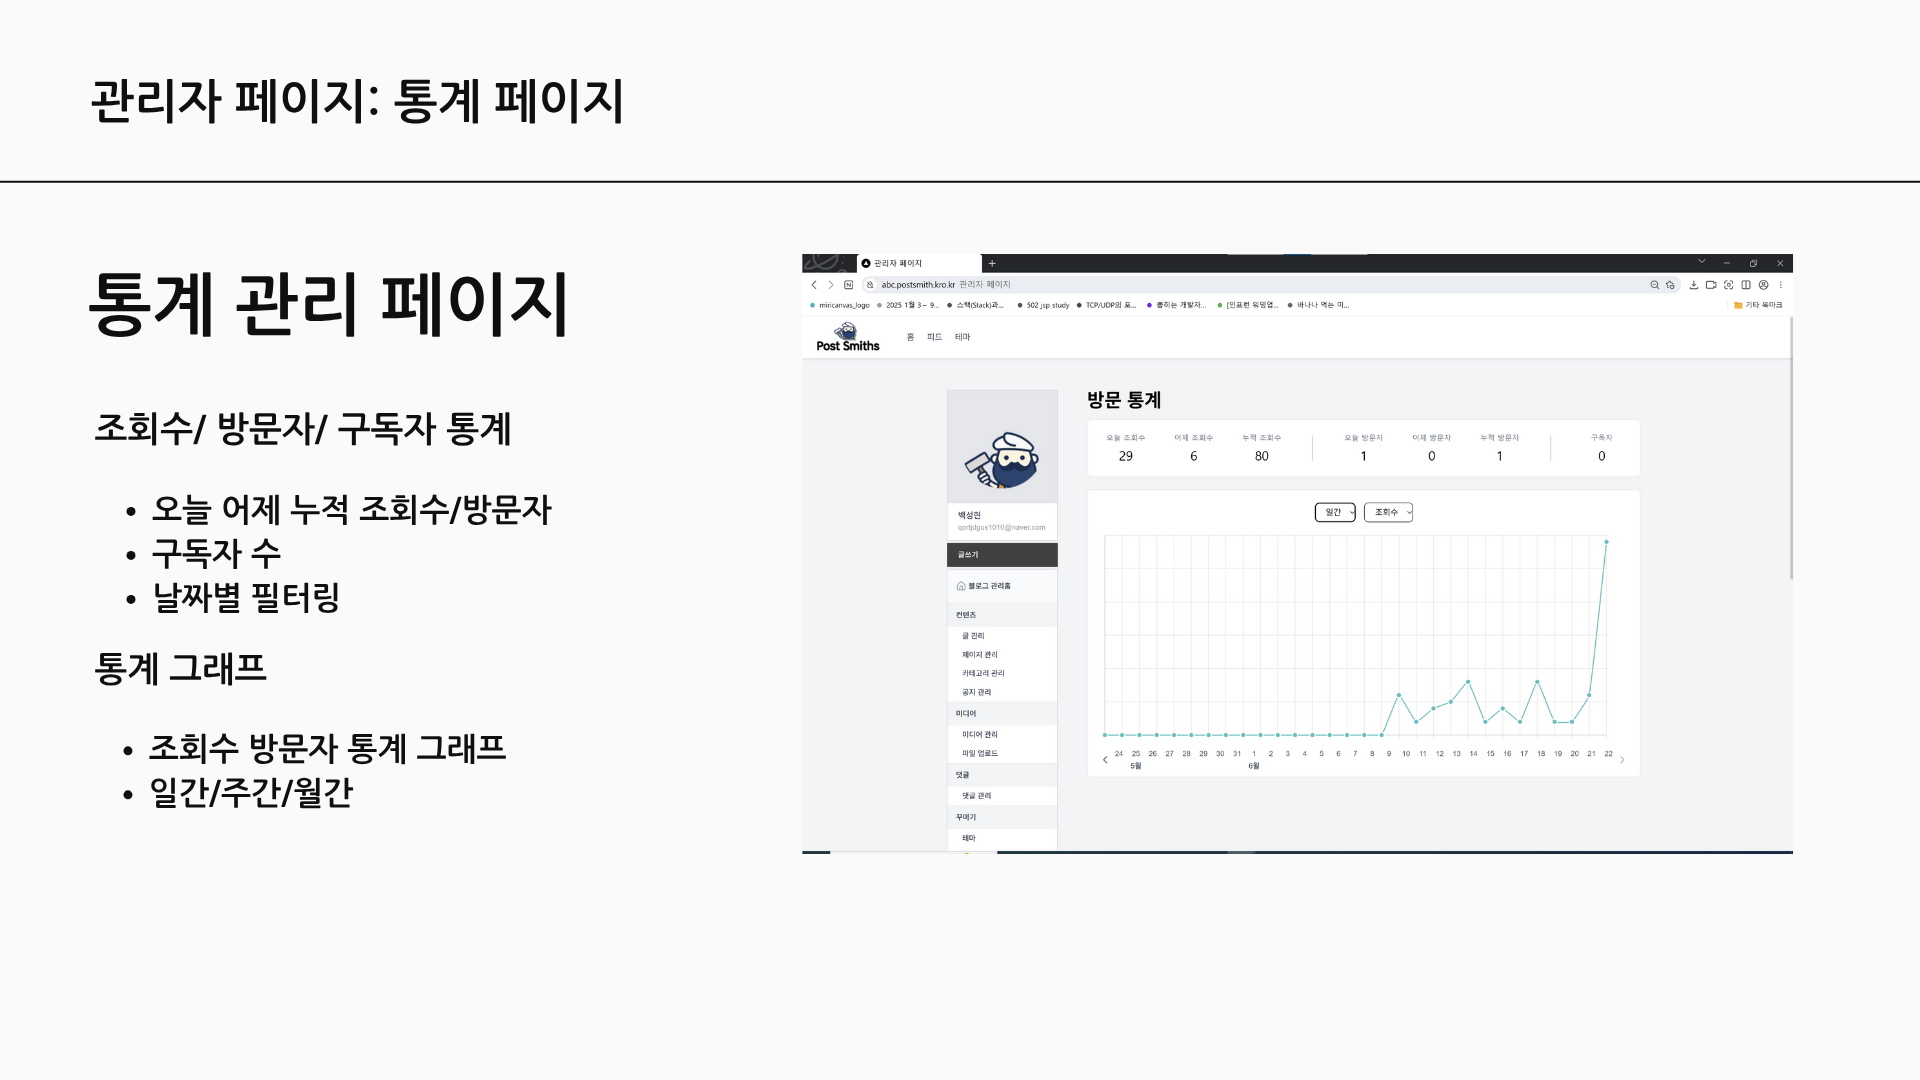 관리자 페이지: 통계 페이지
통계 관리 페이지
조회수/ 방문자/ 구독자 통계
• 오늘 어제 누적 조회수/방문자
• 구독자 수
• 날짜별 필터링
통계 그래프
• 조회수 방문자 통계 그래프
• 일간/주간/월간
관리자 페이지
abc.postsmith.kro.kr 관리자 페이지
miricanvas_logo 2025 1월 3 ~ 9... 스택(Stack)과... 502 jsp study TCP/UDP의 포... 뽑히는 개발자... [인프런 워밍업... 바나나 먹는 미... 기타 북마크
Post Smiths 홈 피드 테마
백성현
qortjdgus1010@naver.com
글쓰기
블로그 관리홈
컨텐츠
글 관리
페이지 관리
카테고리 관리
공지 관리
미디어
미디어 관리
파일 업로드
댓글
댓글 관리
꾸미기
테마
방문 통계
오늘 조회수 어제 조회수 누적 조회수 오늘 방문자 어제 방문자 누적 방문자 구독자
29 6 80 1 0 1 0
일간 조회수
24 25 26 27 28 29 30 31 1 2 3 4 5 6 7 8 9 10 11 12 13 14 15 16 17 18 19 20 21 22
5월 6월